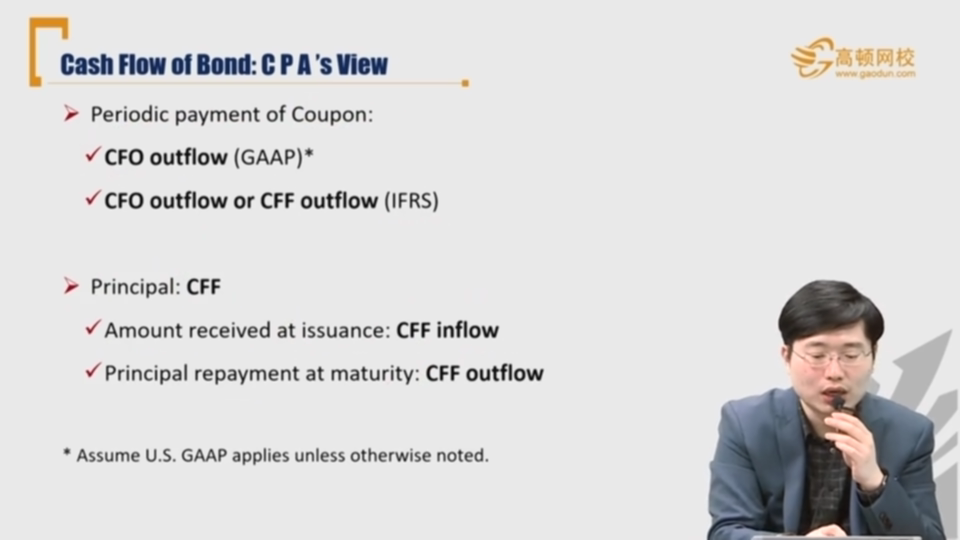 Cash Flow of Bond: C P A 's View
高顿网校
www.gaodun.com
Periodic payment of Coupon:
CFO outflow (GAAP)*
CFO outflow or CFF outflow (IFRS)
Principal: CFF
Amount received at issuance: CFF inflow
Principal repayment at maturity: CFF outflow
* Assume U.S. GAAP applies unless otherwise noted.